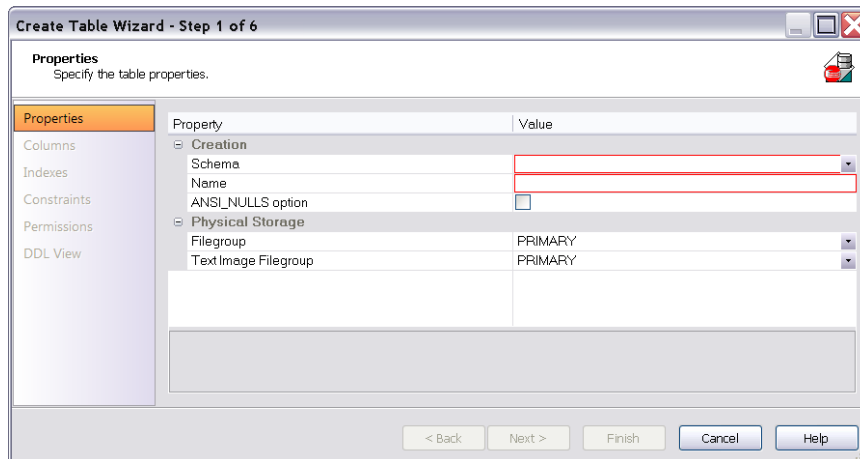 Create Table Wizard - Step 1 of 6
Properties
Specify the table properties.
Properties
Columns
Indexes
Constraints
Permissions
DDL View
Property Value
Creation
Schema
Name
ANSI_NULLS option
Physical Storage
Filegroup PRIMARY
Text Image Filegroup PRIMARY
< Back Next > Finish Cancel Help